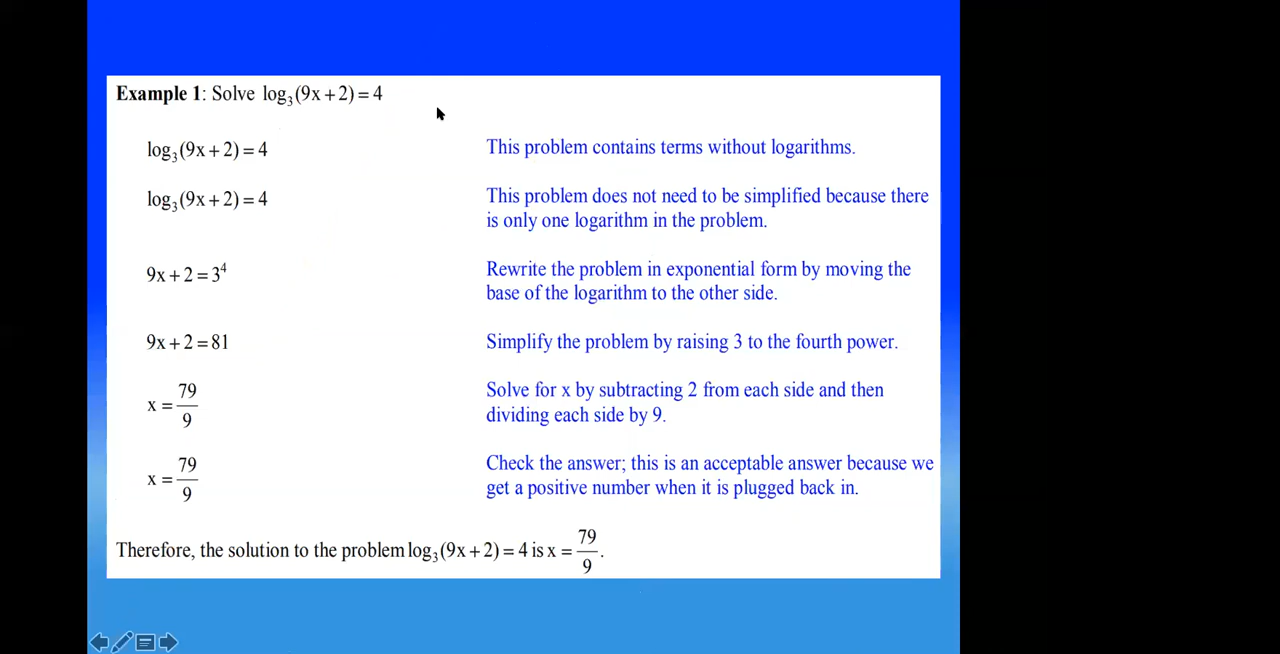 Example 1: Solve log₃(9x + 2) = 4
log₃(9x + 2) = 4
This problem contains terms without logarithms.
log₃(9x + 2) = 4
This problem does not need to be simplified because there
is only one logarithm in the problem.
9x + 2 = 3⁴
Rewrite the problem in exponential form by moving the
base of the logarithm to the other side.
9x + 2 = 81
Simplify the problem by raising 3 to the fourth power.
x = 79/9
Solve for x by subtracting 2 from each side and then
dividing each side by 9.
x = 79/9
Check the answer; this is an acceptable answer because we
get a positive number when it is plugged back in.
Therefore, the solution to the problem log₃(9x + 2) = 4 is x = 79/9.